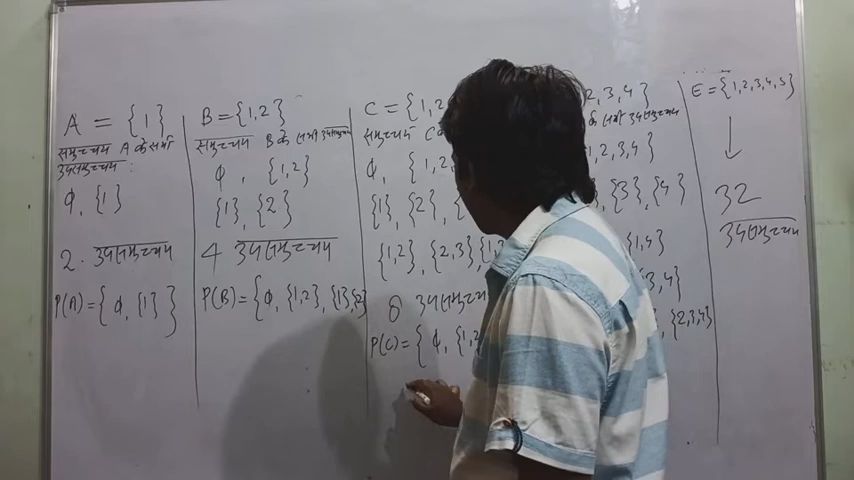 A = {1}
समुच्चय A के सभी
उपसमुच्चय :
φ, {1}
2. उपसमुच्चय
P(A) = { φ, {1} }
B = {1,2}
समुच्चय B के सभी उपसमुच्चय
φ, {1,2}
{1}, {2}
4 उपसमुच्चय
P(B) = { φ, {1,2}, {1},{2}
C = {1,2
समुच्चय C
φ, {1,2
{1}, {2}, {
{1,2}, {2,3},{1,
8 उपसमुच्च
P(C) = { φ, {1,2
2,3,4}
के सभी उपसमुच्चय
1,2,3,4}
{3}, {4}
{1,4}
3,4}
, {2,3,4}
E = {1,2,3,4,5}
↓
32
उपसमुच्चय